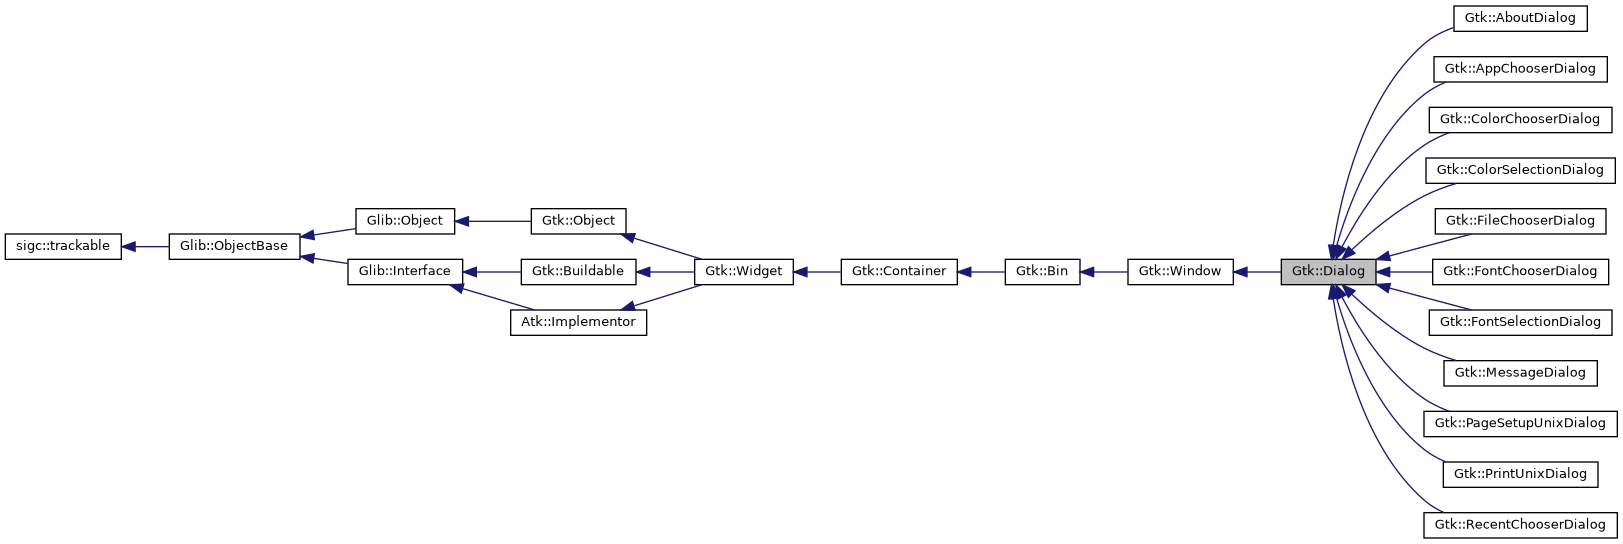 sigc::trackable
Glib::ObjectBase
Glib::Object
Glib::Interface
Gtk::Object
Gtk::Buildable
Atk::Implementor
Gtk::Widget
Gtk::Container
Gtk::Bin
Gtk::Window
Gtk::Dialog
Gtk::AboutDialog
Gtk::AppChooserDialog
Gtk::ColorChooserDialog
Gtk::ColorSelectionDialog
Gtk::FileChooserDialog
Gtk::FontChooserDialog
Gtk::FontSelectionDialog
Gtk::MessageDialog
Gtk::PageSetupUnixDialog
Gtk::PrintUnixDialog
Gtk::RecentChooserDialog